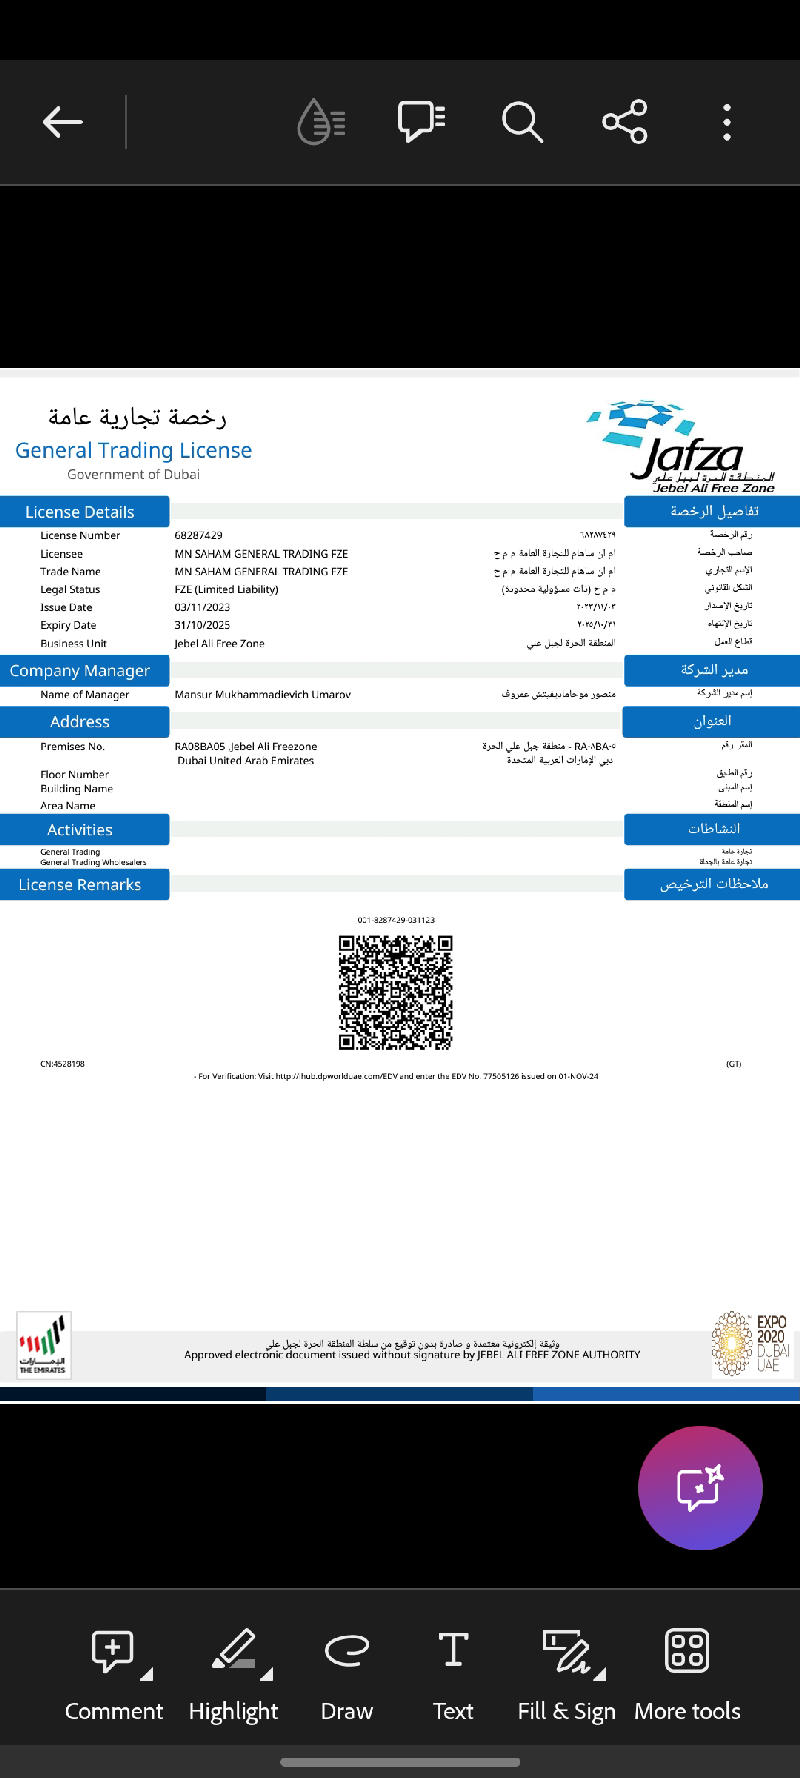 رخصة تجارية عامة
General Trading License
Government of Dubai
Jafza
المنطقة الحرة لجبل علي
Jebel Ali Free Zone
License Details تفاصيل الرخصة
License Number 68287429 ٦٨٢٨٧٤٢٩ رقم الرخصة
Licensee MN SAHAM GENERAL TRADING FZE ام ان ساهام للتجارة العامة م م ح صاحب الرخصة
Trade Name MN SAHAM GENERAL TRADING FZE ام ان ساهام للتجارة العامة م م ح الإسم التجاري
Legal Status FZE (Limited Liability) م م ح (ذات مسؤولية محدودة) الشكل القانوني
Issue Date 03/11/2023 ٢٠٢٣/١١/٠٣ تاريخ الإصدار
Expiry Date 31/10/2025 ٢٠٢٥/١٠/٣١ تاريخ الإنتهاء
Business Unit Jebel Ali Free Zone المنطقة الحرة لجبل علي قطاع العمل
Company Manager مدير الشركة
Name of Manager Mansur Mukhammadievich Umarov منصور موخاماديفيتش عمروف إسم مدير الشركة
Address العنوان
Premises No. RA08BA05 ,Jebel Ali Freezone RA٠٨BA٠٥ - منطقة جبل علي الحرة المقر رقم
Dubai United Arab Emirates دبي الإمارات العربية المتحدة
Floor Number رقم الطابق
Building Name إسم المبنى
Area Name إسم المنطقة
Activities النشاطات
General Trading تجارة عامة
General Trading Wholesalers تجارة عامة بالجملة
License Remarks ملاحظات الترخيص
001-8287429-031123
CN:4528198 (GT)
- For Verification: Visit http://hub.dpworlduae.com/EDV and enter the EDV No. 77505126 issued on 01-NOV-24
وثيقة إلكترونية معتمدة و صادرة بدون توقيع من سلطة المنطقة الحرة لجبل علي
Approved electronic document issued without signature by JEBEL ALI FREE ZONE AUTHORITY
الإمارات
THE EMIRATES
EXPO
2020
DUBAI
UAE
Comment Highlight Draw Text Fill & Sign More tools